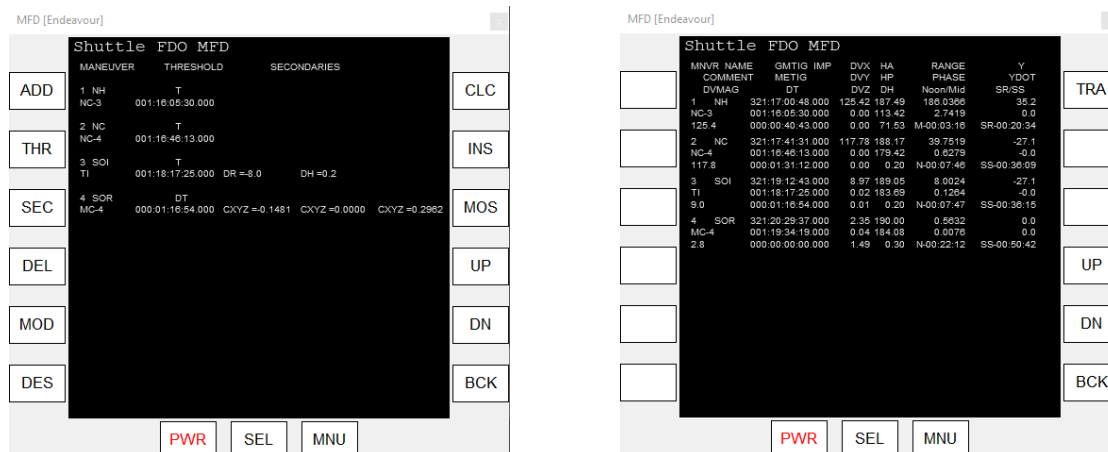 MFD [Endeavour]
x
Shuttle FDO MFD
MANEUVER THRESHOLD SECONDARIES
1 NH T
NC-3 001:16:05:30.000
2 NC T
NC-4 001:16:46:13.000
3 SOI T
TI 001:18:17:25.000 DR =-8.0 DH =0.2
4 SOR DT
MC-4 000:01:16:54.000 CXYZ =-0.1481 CXYZ =0.0000 CXYZ =0.2962
ADD
THR
SEC
DEL
MOD
DES
CLC
INS
MOS
UP
DN
BCK
PWR SEL MNU
MFD [Endeavour]
Shuttle FDO MFD
MNVR NAME GMTIG IMP DVX HA RANGE Y
COMMENT METIG DVY HP PHASE YDOT
DVMAG DT DVZ DH Noon/Mid SR/SS
1 NH 321:17:00:48.000 125.42 187.49 186.0366 35.2
NC-3 001:16:05:30.000 0.00 113.42 2.7419 0.0
125.4 000:00:40:43.000 0.00 71.53 M-00:03:16 SR-00:20:34
2 NC 321:17:41:31.000 117.78 188.17 39.7519 -27.1
NC-4 001:16:46:13.000 0.00 179.42 0.6279 -0.0
117.8 000:01:31:12.000 0.00 0.20 N-00:07:46 SS-00:36:09
3 SOI 321:19:12:43.000 8.97 189.05 8.0024 -27.1
TI 001:18:17:25.000 0.02 183.69 0.1264 -0.0
9.0 000:01:16:54.000 0.01 0.20 N-00:07:47 SS-00:36:15
4 SOR 321:20:29:37.000 2.35 190.00 0.5632 0.0
MC-4 001:19:34:19.000 0.04 184.08 0.0076 0.0
2.8 000:00:00:00.000 1.49 0.30 N-00:22:12 SS-00:50:42
TRA
UP
DN
BCK
PWR SEL MNU